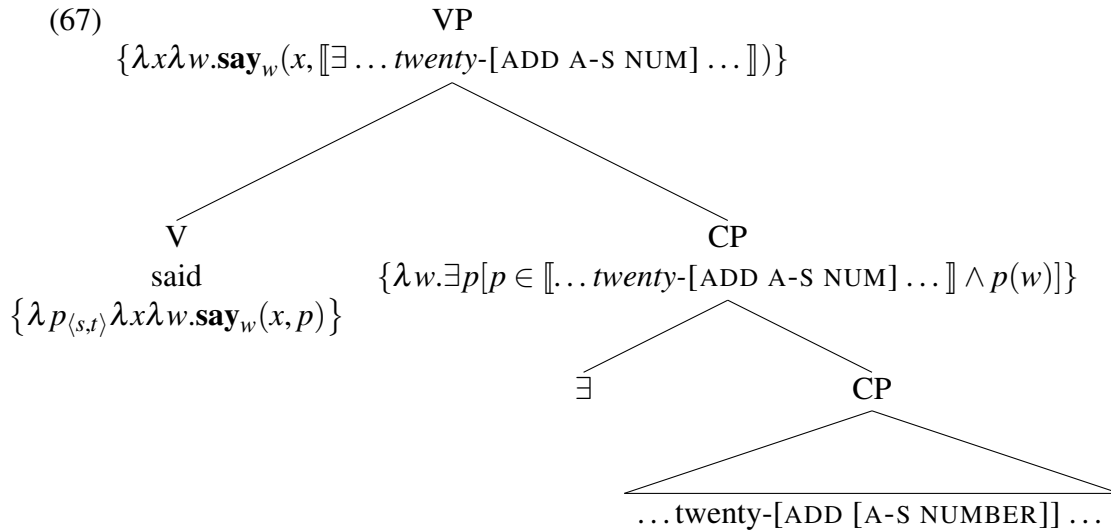 (67) VP
{λxλw.say_w(x,⟦∃ … twenty-[ADD A-S NUM] … ⟧)}
V CP
said {λw.∃p[p ∈ ⟦… twenty-[ADD A-S NUM] … ⟧ ∧ p(w)]}
{λp⟨s,t⟩λxλw.say_w(x, p)}
∃ CP
… twenty-[ADD [A-S NUMBER]] …